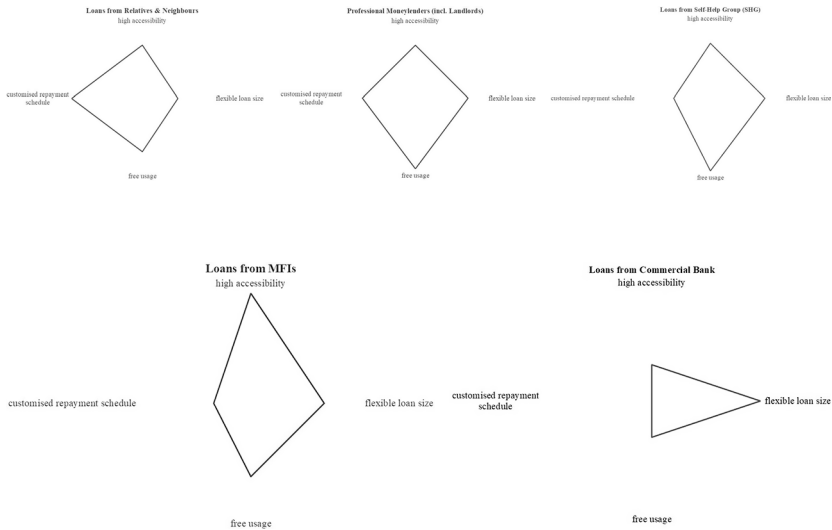 Loans from Relatives & Neighbours
high accessibility
customised repayment
schedule
flexible loan size
free usage
Professional Moneylenders (incl. Landlords)
high accessibility
customised repayment
schedule
flexible loan size
free usage
Loans from Self-Help Group (SHG)
high accessibility
customised repayment schedule
flexible loan size
free usage
Loans from MFIs
high accessibility
customised repayment schedule
flexible loan size
free usage
Loans from Commercial Bank
high accessibility
customised repayment
schedule
flexible loan size
free usage